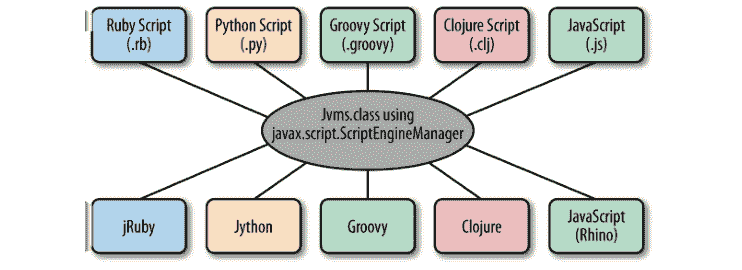 Ruby Script
(.rb)
Python Script
(.py)
Groovy Script
(.groovy)
Clojure Script
(.clj)
JavaScript
(.js)
Jvms.class using
javax.script.ScriptEngineManager
jRuby
Jython
Groovy
Clojure
JavaScript
(Rhino)